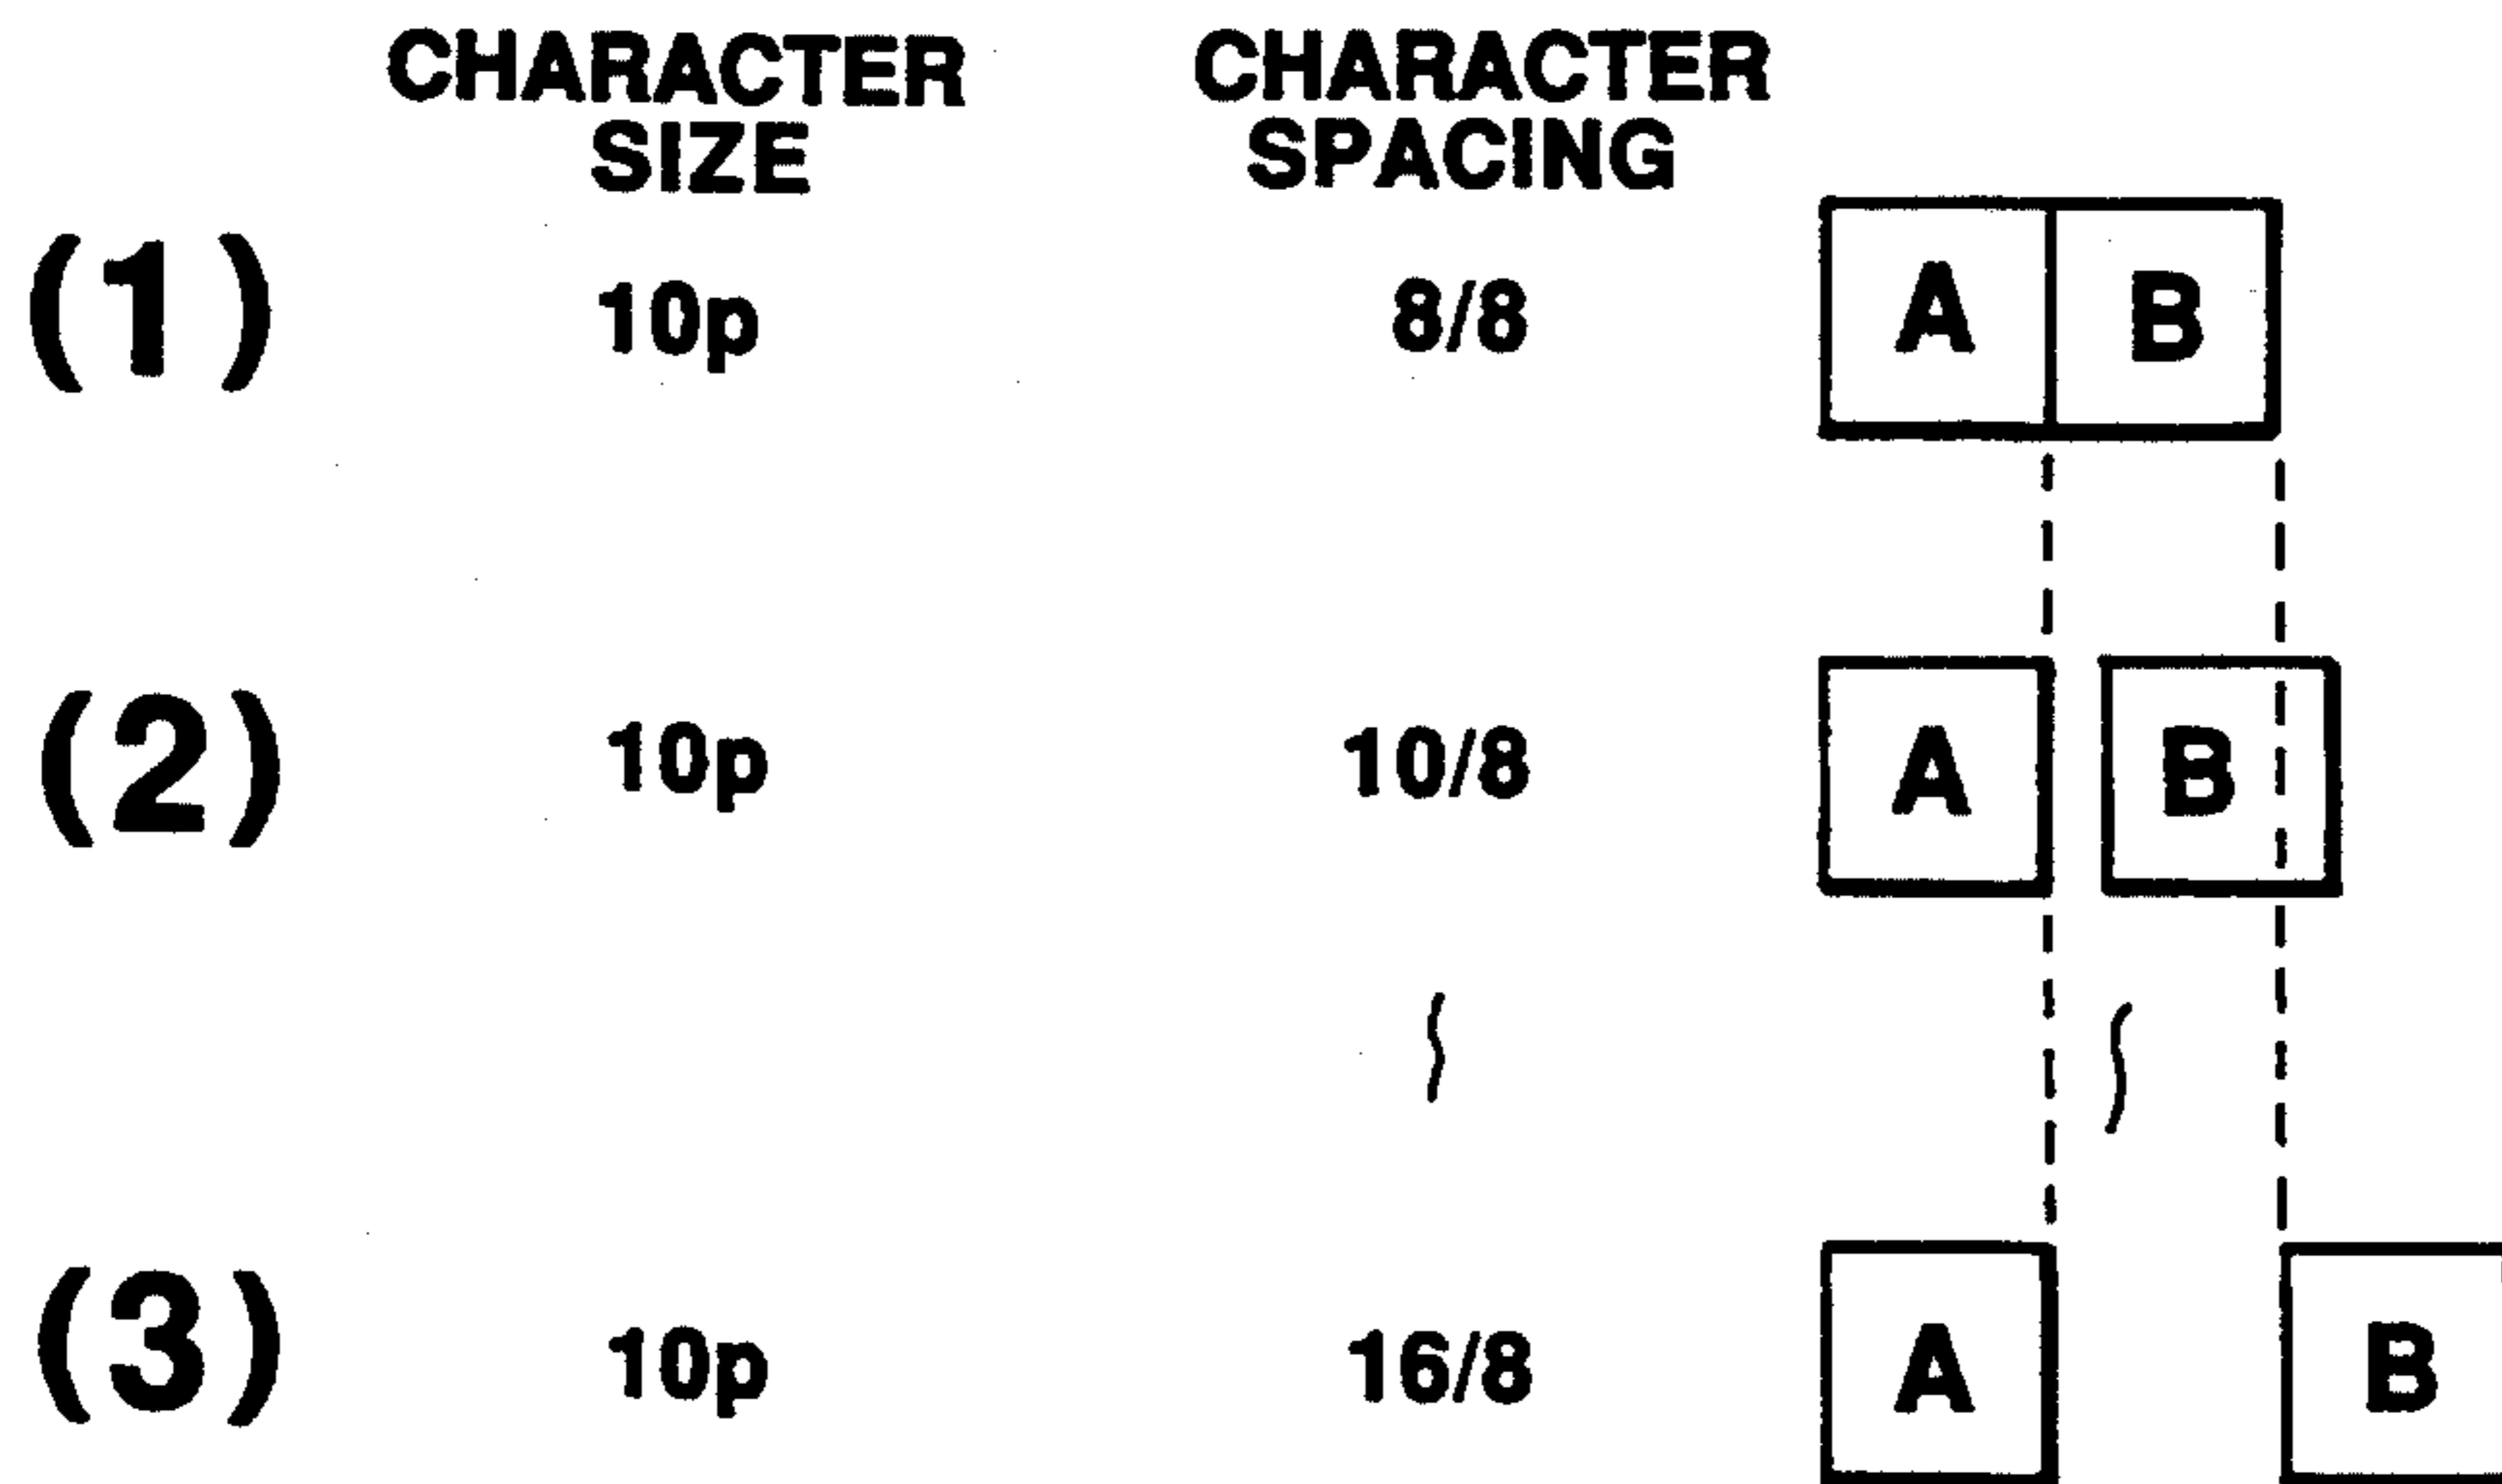 CHARACTER SIZE CHARACTER SPACING
(1) 10p 8/8 A B
(2) 10p 10/8 A B
(3) 10p 16/8 A B